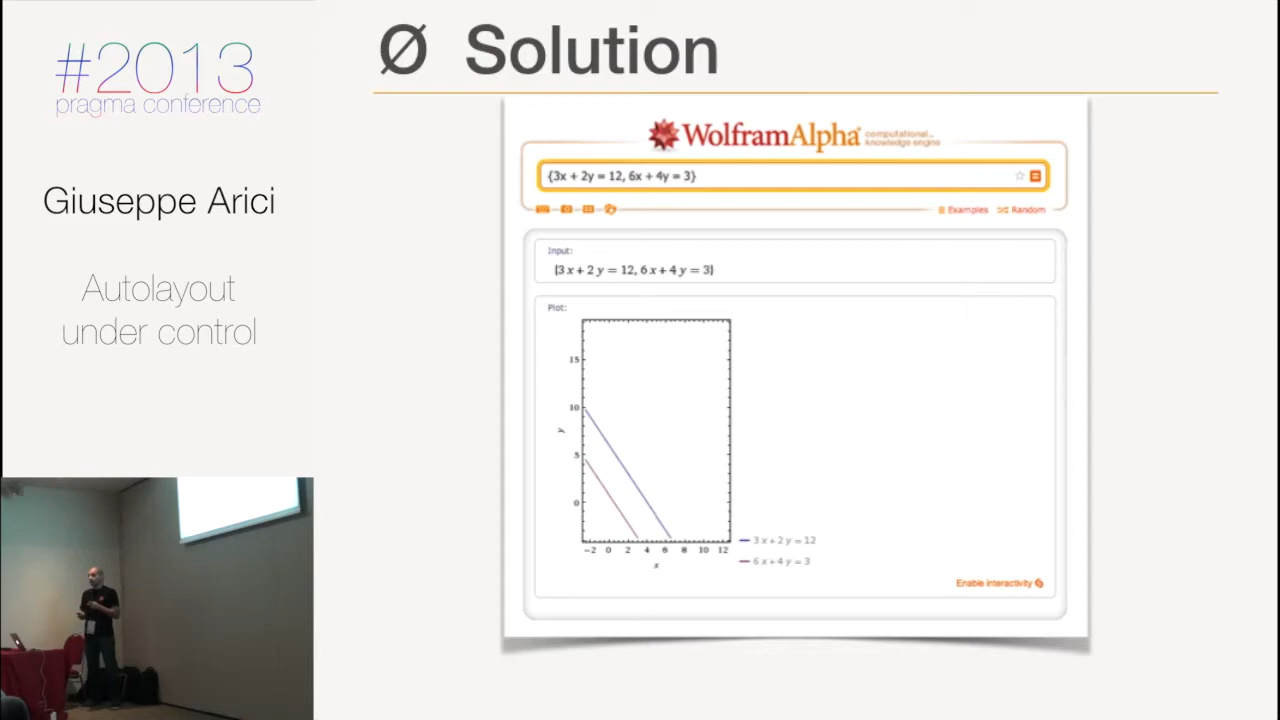 #2013
pragma conference
Giuseppe Arici
Autolayout
under control
Ø Solution
WolframAlpha computational knowledge engine
{3x + 2y = 12, 6x + 4y = 3}
Examples Random
Input:
{3 x + 2 y = 12, 6 x + 4 y = 3}
Plot:
15
10
5
0
y
-2 0 2 4 6 8 10 12
x
3 x + 2 y = 12
6 x + 4 y = 3
Enable interactivity